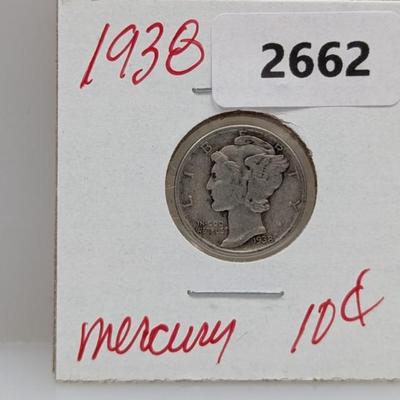 1938
2662
LIBERTY
IN GOD
WE TRUST
1938
mercury 10¢